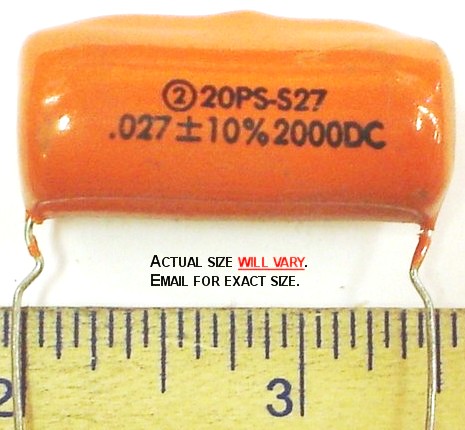 ②20PS-S27
.027±10%2000DC
ACTUAL SIZE WILL VARY.
EMAIL FOR EXACT SIZE.
2 3